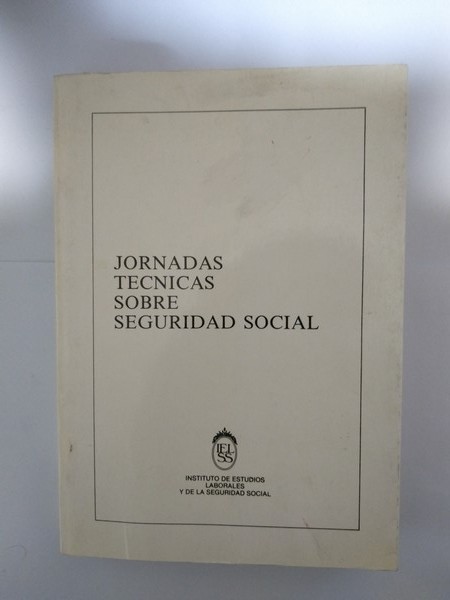 JORNADAS
TECNICAS
SOBRE
SEGURIDAD SOCIAL
IELSS
INSTITUTO DE ESTUDIOS
LABORALES
Y DE LA SEGURIDAD SOCIAL